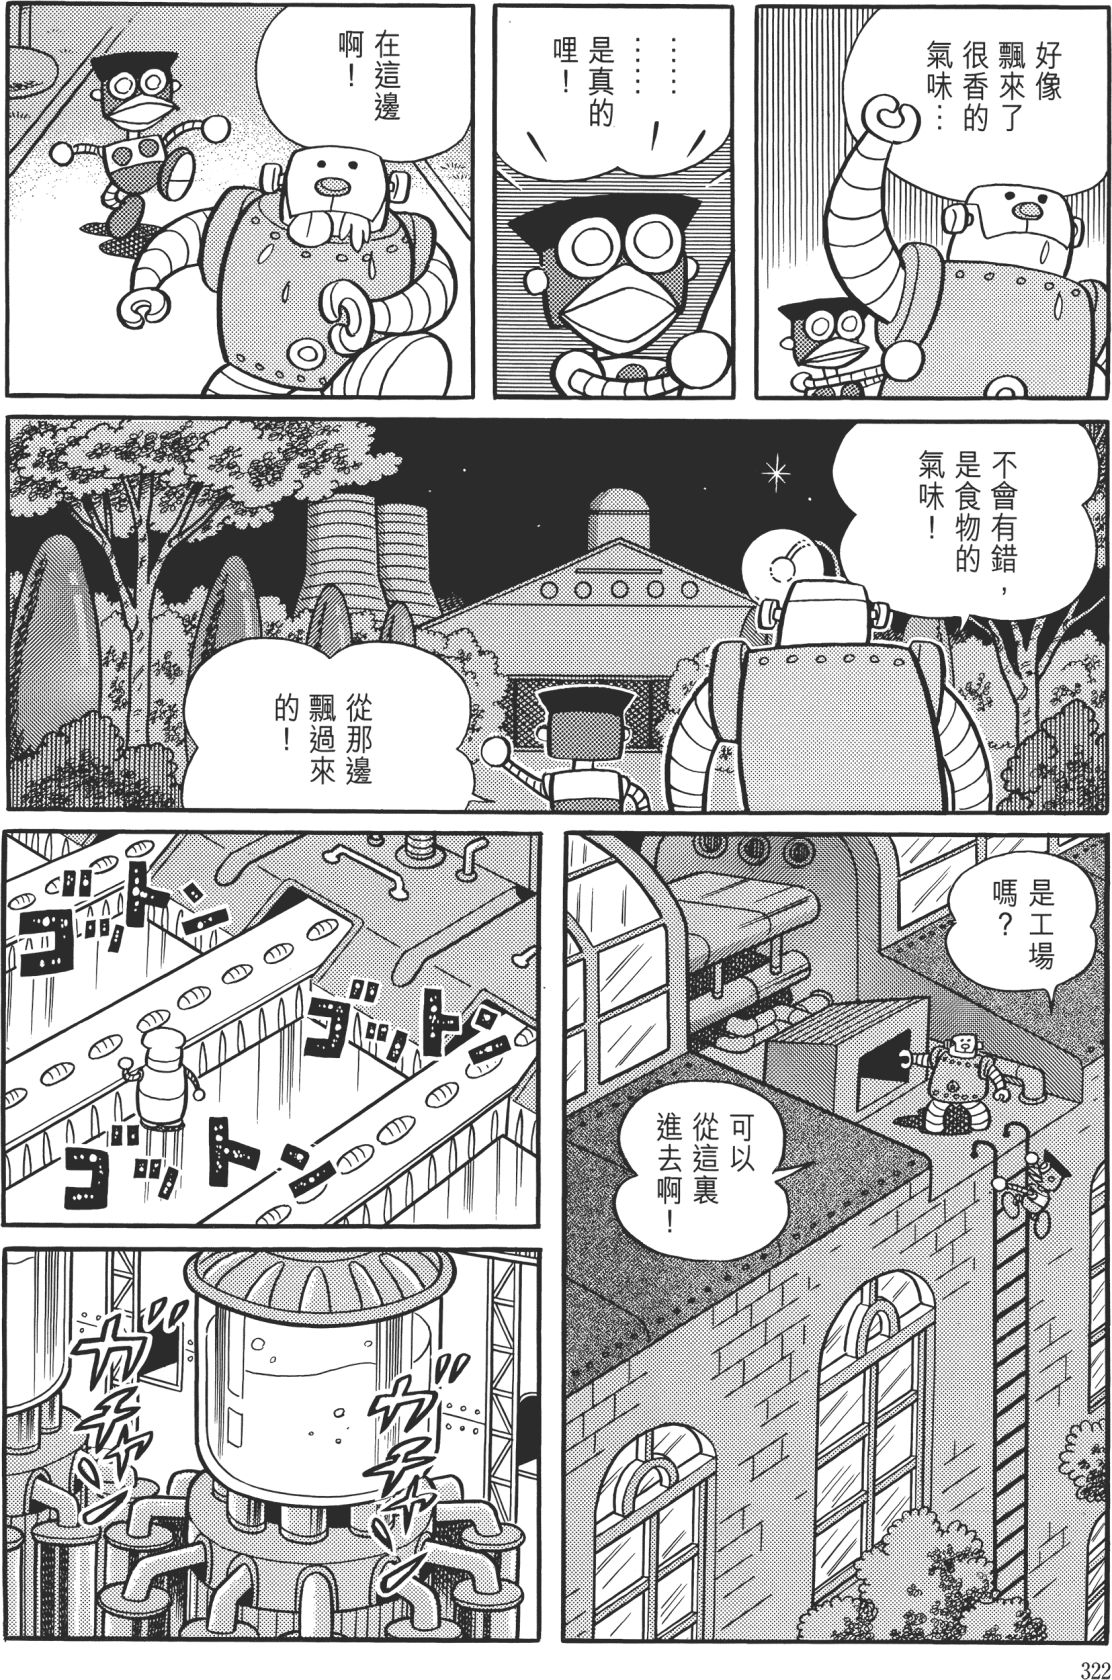 好像
飄來了
很香的
氣味…
……
……
是真的
哩！
在這邊
啊！
不會有錯，
是食物的
氣味！
從那邊
飄過來
的！
是工場
嗎？
可以
從這裏
進去啊！
ゴットン
ゴットン
ゴットン
ガチャ
ガチャ
322